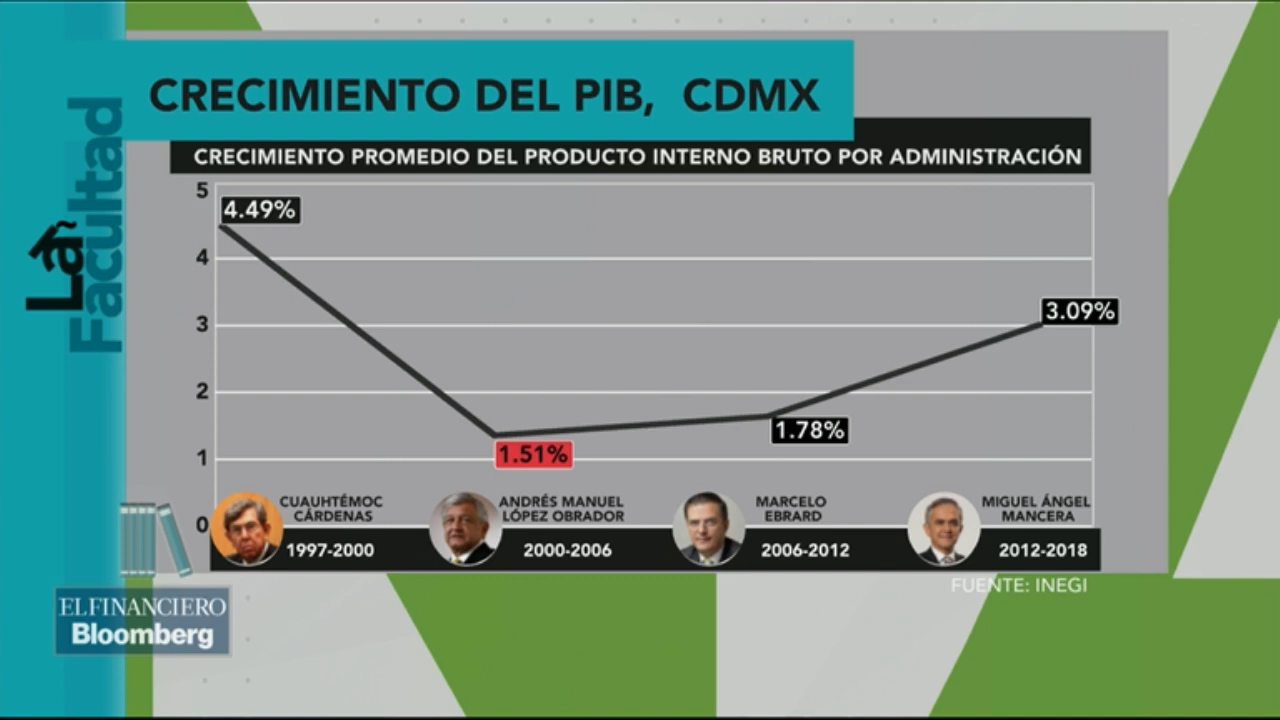 CRECIMIENTO DEL PIB, CDMX
CRECIMIENTO PROMEDIO DEL PRODUCTO INTERNO BRUTO POR ADMINISTRACIÓN
La
Facultad
5
4
3
2
1
0
4.49%
1.51%
1.78%
3.09%
CUAUHTÉMOC
CÁRDENAS
1997-2000
ANDRÉS MANUEL
LÓPEZ OBRADOR
2000-2006
MARCELO
EBRARD
2006-2012
MIGUEL ÁNGEL
MANCERA
2012-2018
FUENTE: INEGI
EL FINANCIERO
Bloomberg